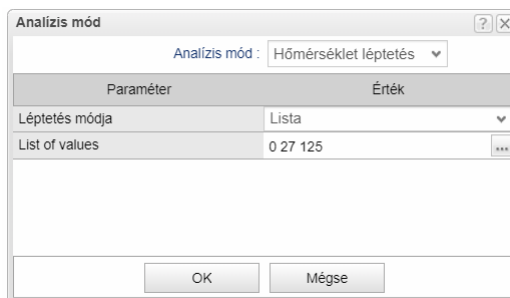 Analízis mód
Analízis mód : Hőmérséklet léptetés
Paraméter Érték
Léptetés módja Lista
List of values 0 27 125 ...
OK Mégse